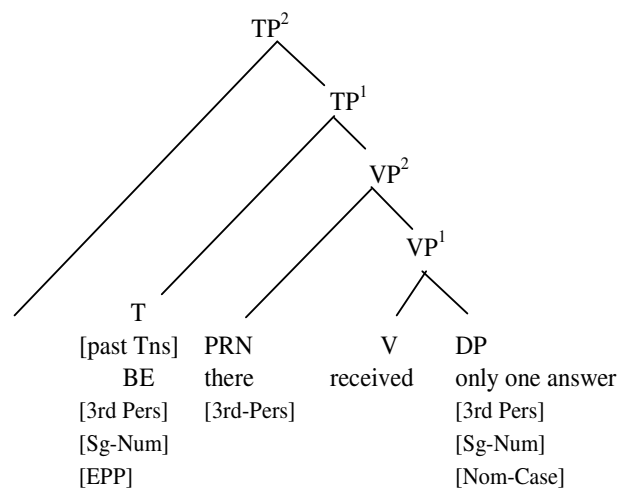 TP²
TP¹
VP²
VP¹
T
[past Tns] PRN V DP
BE there received only one answer
[3rd Pers] [3rd-Pers] [3rd Pers]
[Sg-Num] [Sg-Num]
[EPP] [Nom-Case]